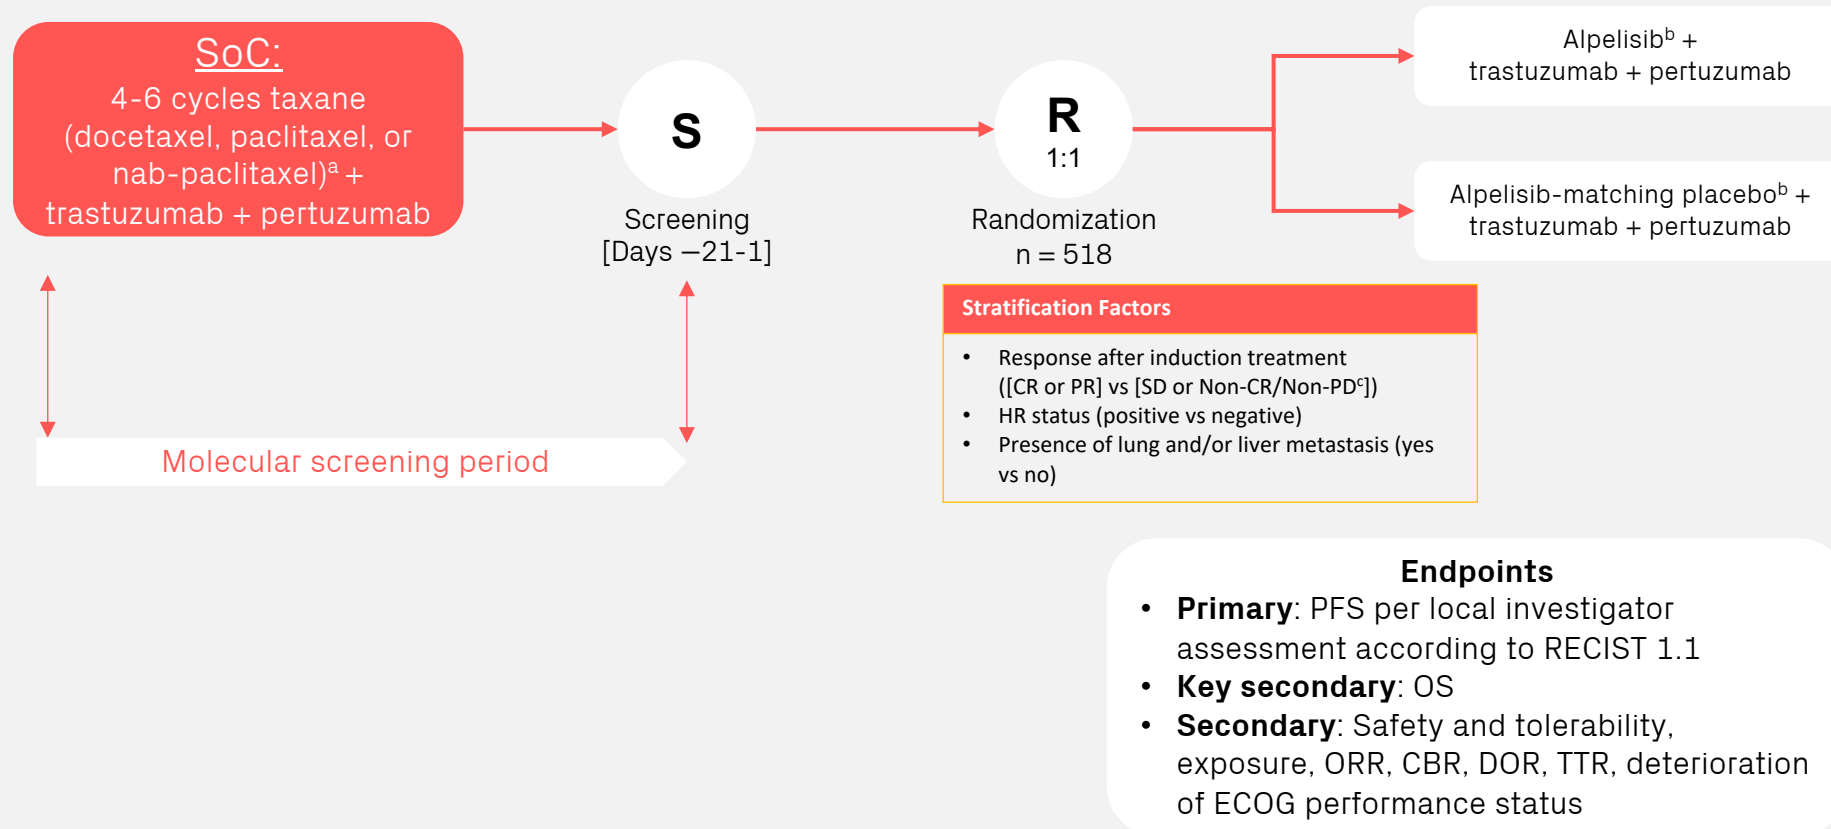 SoC:
4-6 cycles taxane
(docetaxel, paclitaxel, or
nab-paclitaxel)ᵃ +
trastuzumab + pertuzumab
S
Screening
[Days −21-1]
R
1:1
Randomization
n = 518
Alpelisibᵇ +
trastuzumab + pertuzumab
Alpelisib-matching placeboᵇ +
trastuzumab + pertuzumab
Stratification Factors
• Response after induction treatment
([CR or PR] vs [SD or Non-CR/Non-PDᶜ])
• HR status (positive vs negative)
• Presence of lung and/or liver metastasis (yes
vs no)
Molecular screening period
Endpoints
• Primary: PFS per local investigator
assessment according to RECIST 1.1
• Key secondary: OS
• Secondary: Safety and tolerability,
exposure, ORR, CBR, DOR, TTR, deterioration
of ECOG performance status